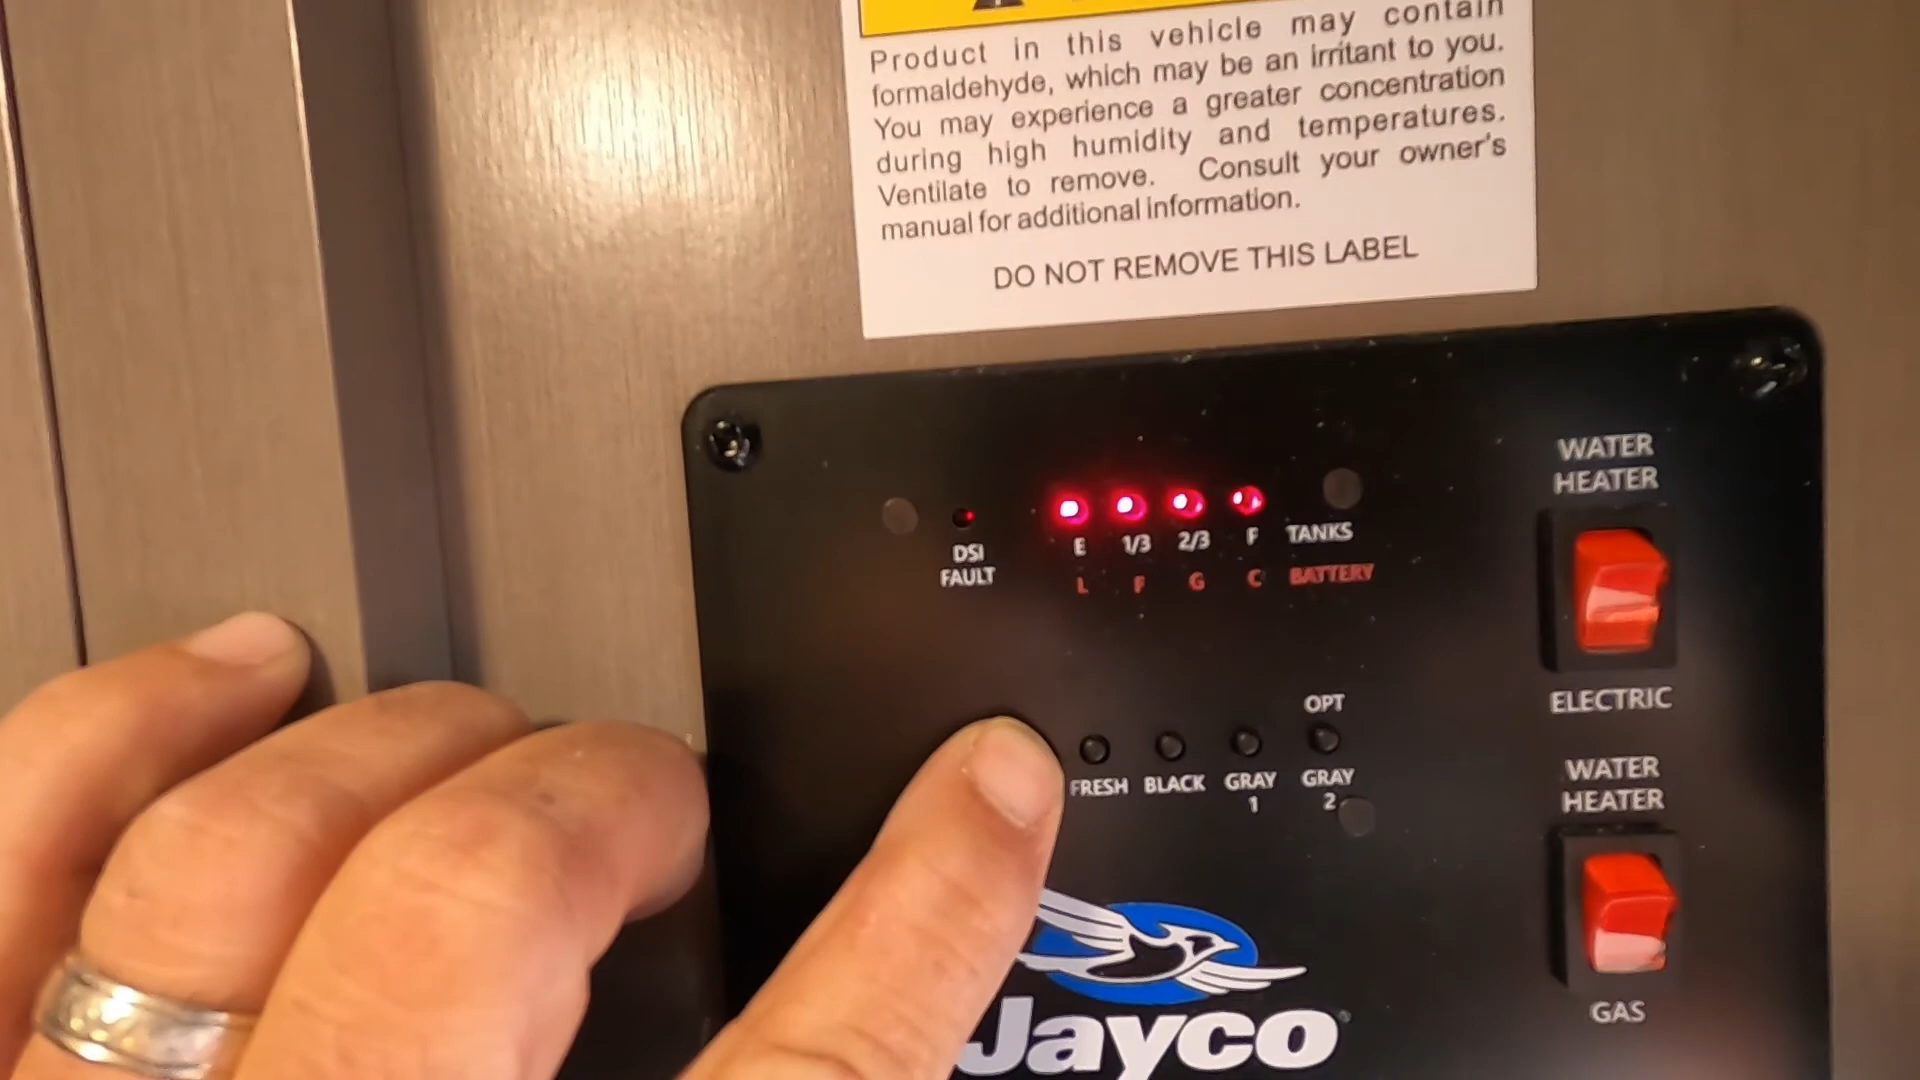 Product in this vehicle may contain
formaldehyde, which may be an irritant to you.
You may experience a greater concentration
during high humidity and temperatures.
Ventilate to remove. Consult your owner's
manual for additional information.
DO NOT REMOVE THIS LABEL
WATER
HEATER
E 1/3 2/3 F TANKS
DSI
FAULT
L F G C BATTERY
ELECTRIC
OPT
FRESH BLACK GRAY GRAY
1 2
WATER
HEATER
GAS
Jayco